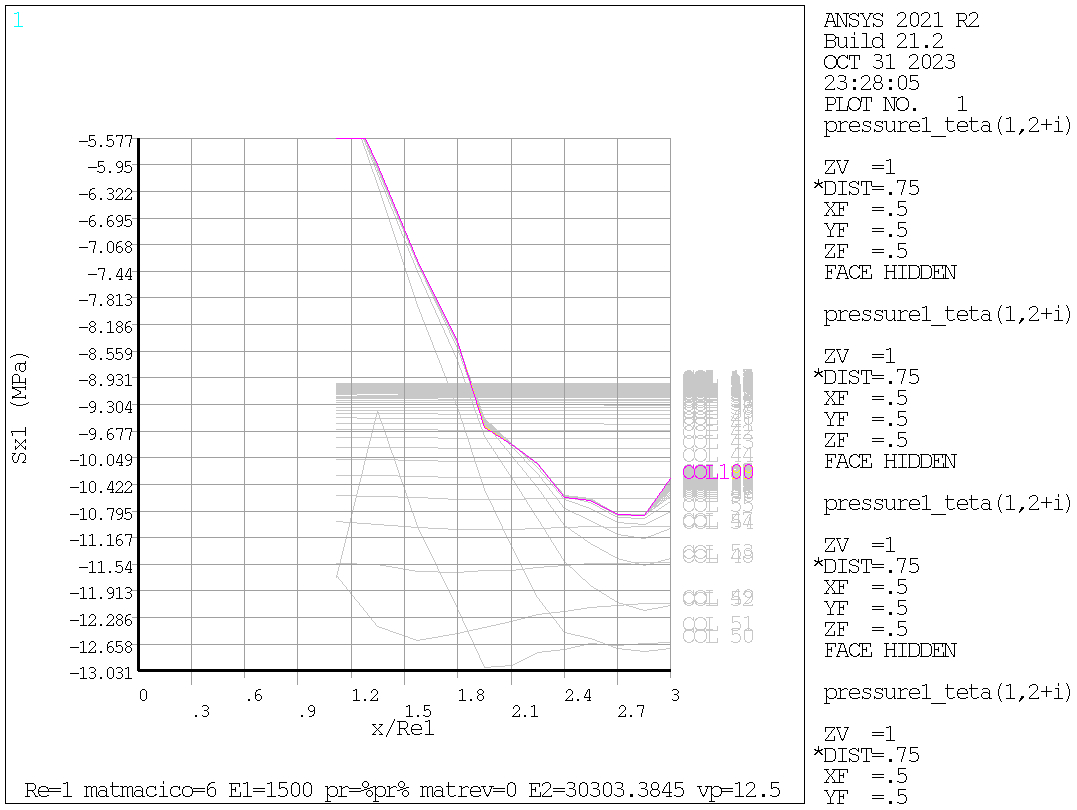 1
ANSYS 2021 R2
Build 21.2
OCT 31 2023
23:28:05
PLOT NO. 1
pressure1_teta(1,2+i)
ZV =1
*DIST=.75
XF =.5
YF =.5
ZF =.5
FACE HIDDEN
pressure1_teta(1,2+i)
ZV =1
*DIST=.75
XF =.5
YF =.5
ZF =.5
FACE HIDDEN
pressure1_teta(1,2+i)
ZV =1
*DIST=.75
XF =.5
YF =.5
ZF =.5
FACE HIDDEN
pressure1_teta(1,2+i)
ZV =1
*DIST=.75
XF =.5
YF =.5
Sx1 (MPa)
-5.577
-5.95
-6.322
-6.695
-7.068
-7.44
-7.813
-8.186
-8.559
-8.931
-9.304
-9.677
-10.049
-10.422
-10.795
-11.167
-11.54
-11.913
-12.286
-12.658
-13.031
COL100
COL 51
COL 50
0 .6 1.2 1.8 2.4 3
.3 .9 1.5 2.1 2.7
x/Re1
Re=1 matmacico=6 E1=1500 pr=%pr% matrev=0 E2=30303.3845 vp=12.5